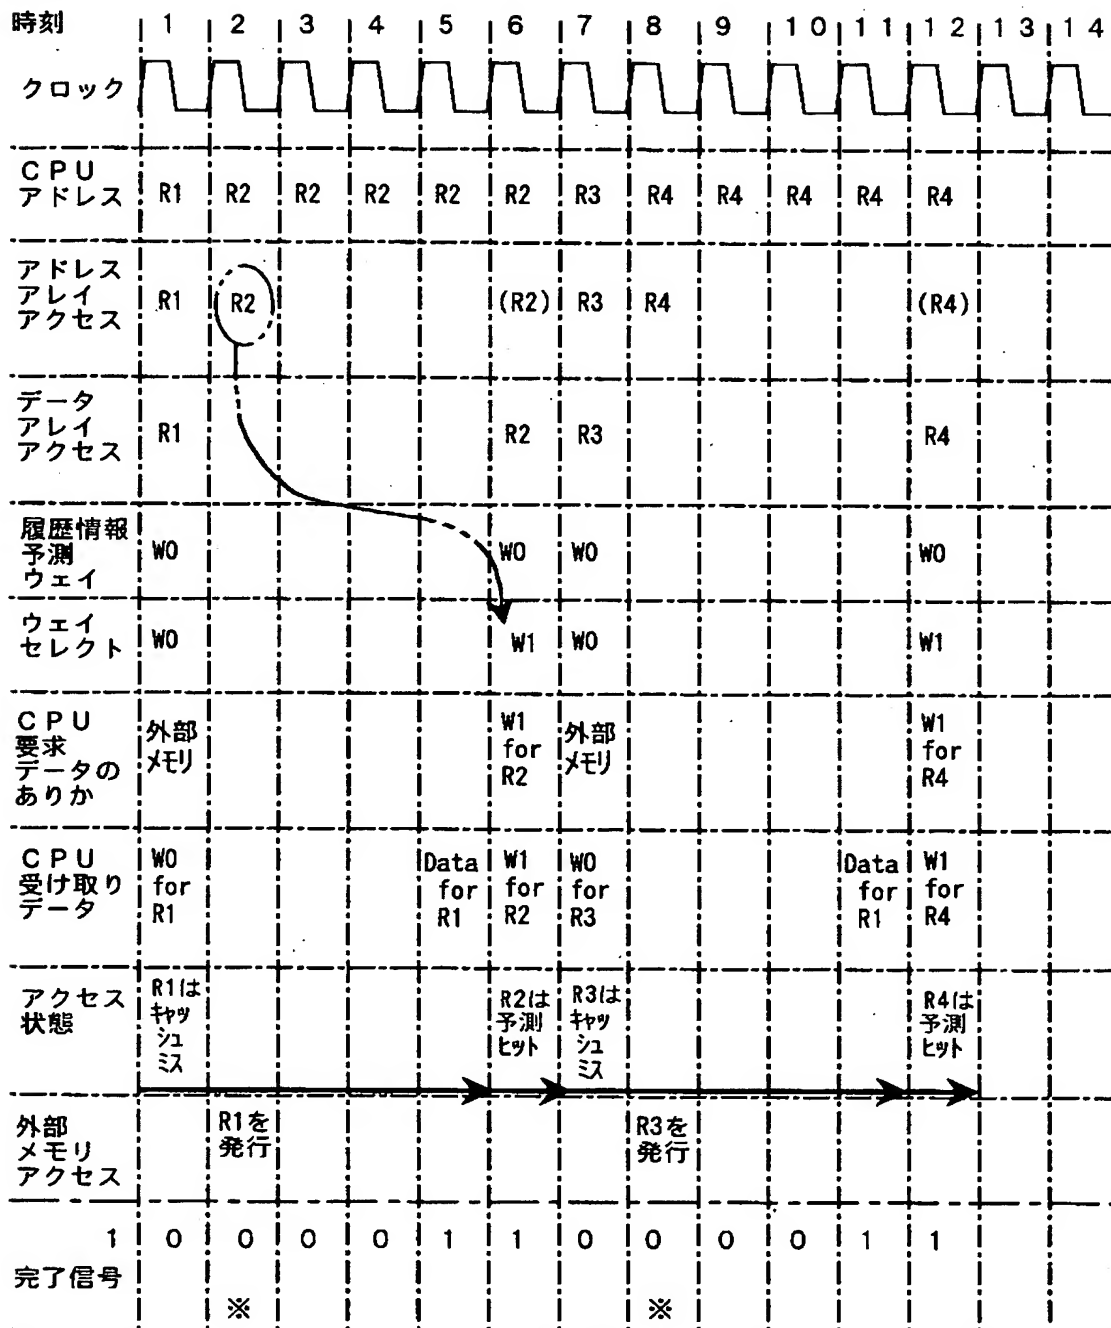 時刻 1 2 3 4 5 6 7 8 9 10 11 12 13 14
クロック
CPU
アドレス R1 R2 R2 R2 R2 R2 R3 R4 R4 R4 R4 R4
アドレス
アレイ
アクセス R1 R2 (R2) R3 R4 (R4)
データ
アレイ
アクセス R1 R2 R3 R4
履歴情報
予測
ウェイ W0 W0 W0 W0
ウェイ
セレクト W0 W1 W0 W1
CPU
要求
データの
ありか
外部
メモリ
W1
for
R2
外部
メモリ
W1
for
R4
CPU
受け取り
データ
W0
for
R1
Data
for
R1
W1
for
R2
W0
for
R3
Data
for
R1
W1
for
R4
アクセス
状態
R1は
キャッ
シュ
ミス
R2は
予測
ヒット
R3は
キャッ
シュ
ミス
R4は
予測
ヒット
外部
メモリ
アクセス
R1を
発行
R3を
発行
1 0 0 0 0 1 1 0 0 0 0 1 1
完了信号
※ ※